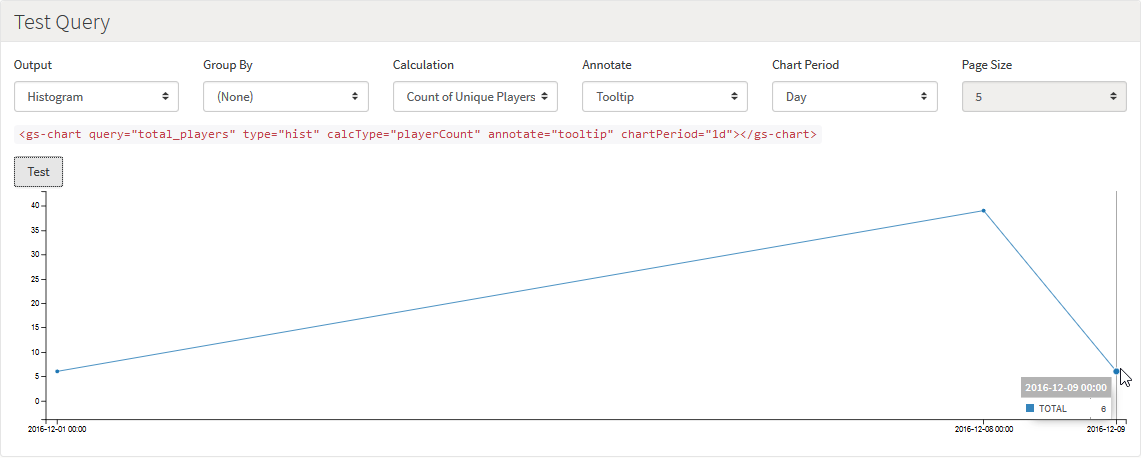 Test Query
Output Group By Calculation Annotate Chart Period Page Size
Histogram (None) Count of Unique Players Tooltip Day 5
<gs-chart query="total_players" type="hist" calcType="playerCount" annotate="tooltip" chartPeriod="1d"></gs-chart>
Test
40
35
30
25
20
15
10
5
0
2016-12-09 00:00
TOTAL 6
2016-12-01 00:00 2016-12-08 00:00 2016-12-09